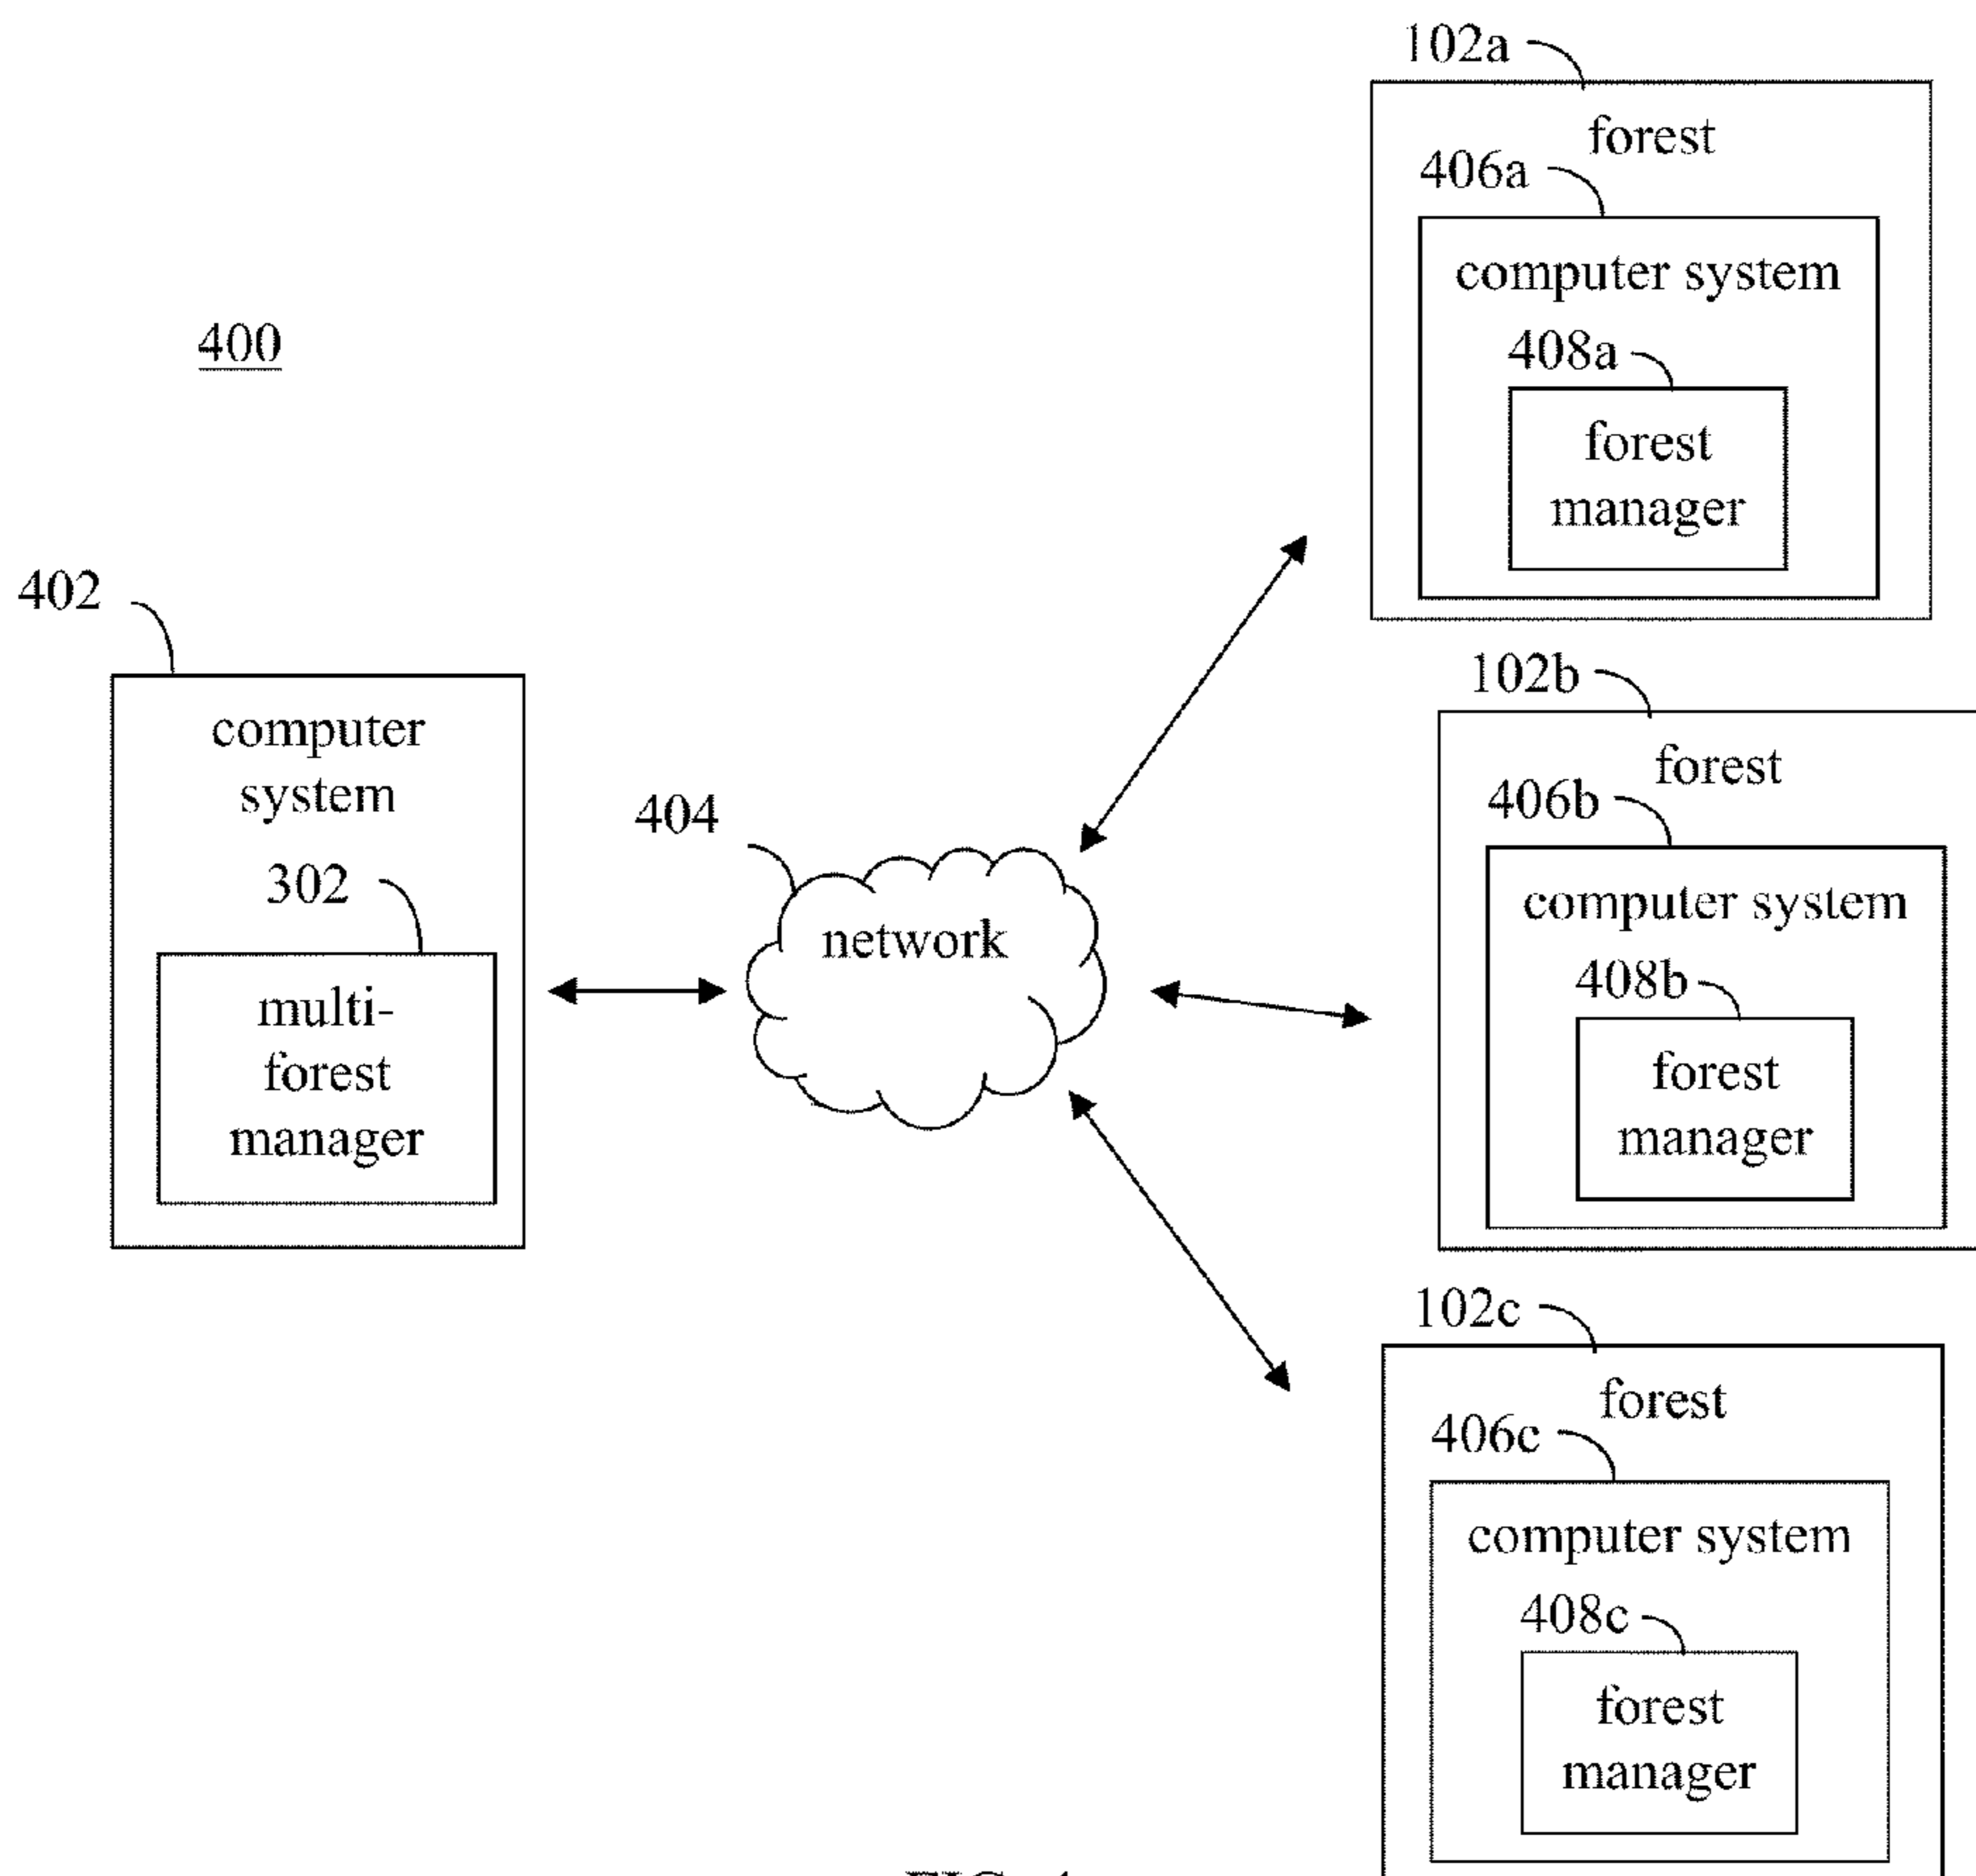 102a
forest
406a
computer system
408a
forest
manager
400
402
computer
system
302
multi-
forest
manager
404
network
102b
forest
406b
computer system
408b
forest
manager
102c
forest
406c
computer system
408c
forest
manager